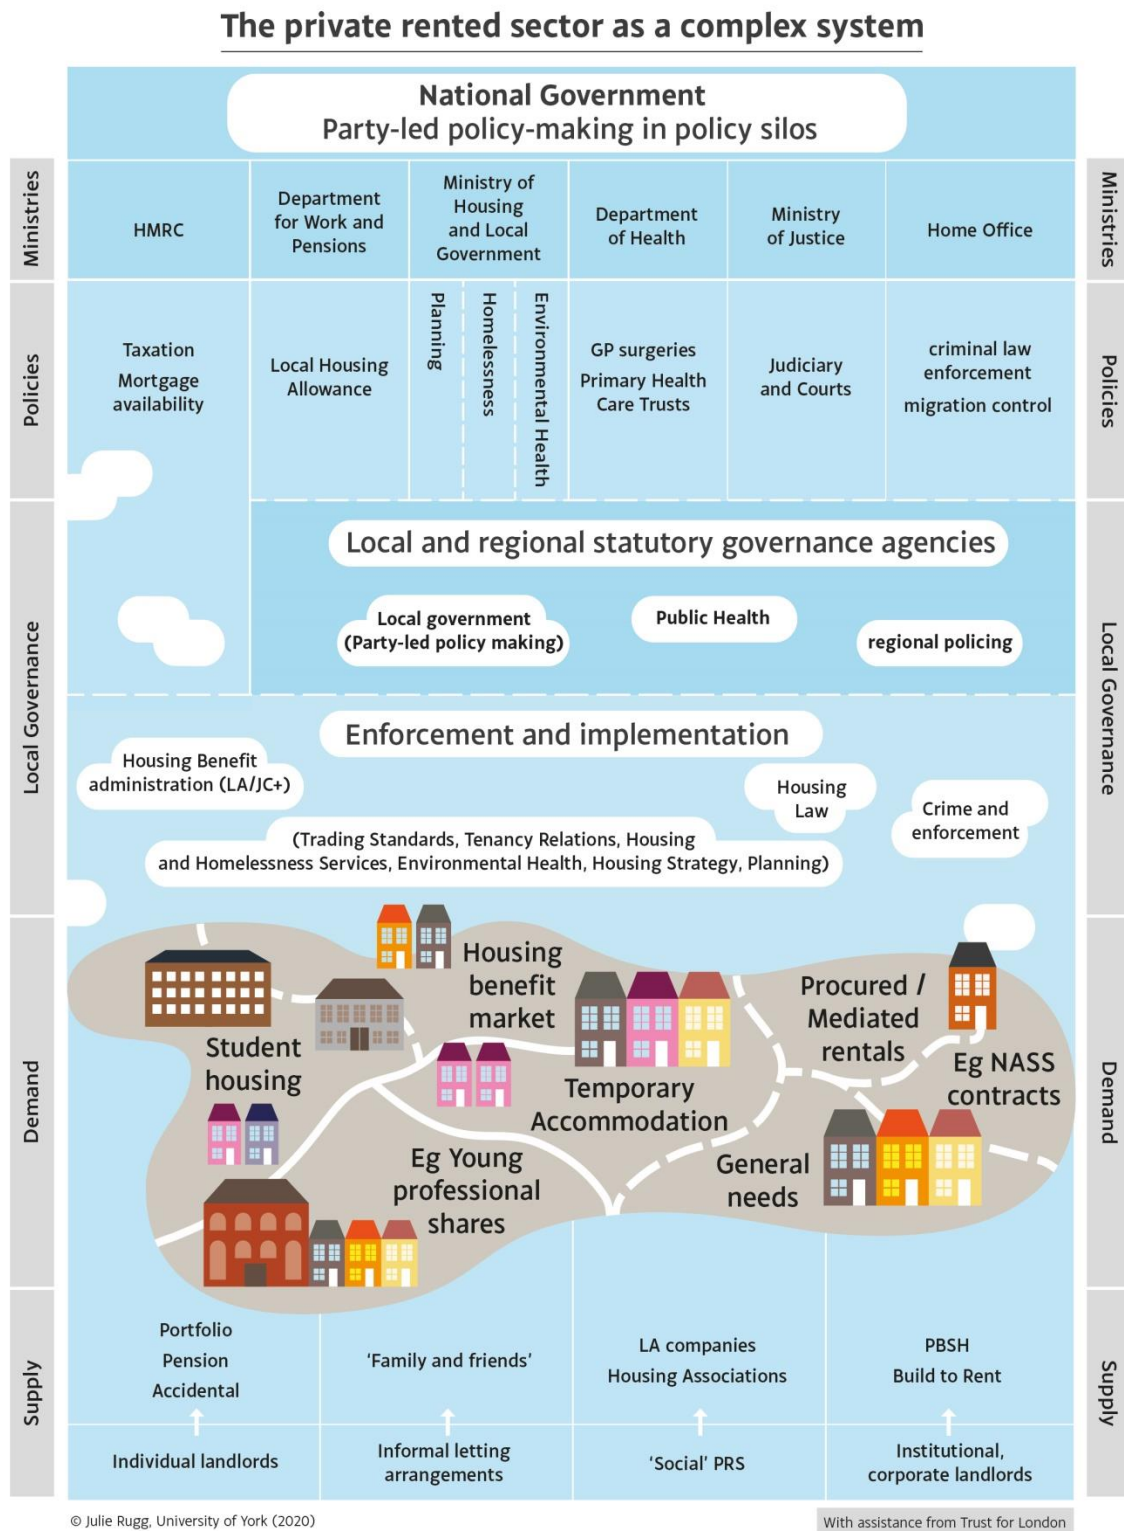 The private rented sector as a complex system
National Government
Party-led policy-making in policy silos
Ministries
HMRC
Department
for Work and
Pensions
Ministry of
Housing
and Local
Government
Department
of Health
Ministry
of Justice
Home Office
Ministries
Policies
Taxation
Mortgage
availability
Local Housing
Allowance
Planning
Homelessness
Environmental Health
GP surgeries
Primary Health
Care Trusts
Judiciary
and Courts
criminal law
enforcement
migration control
Policies
Local Governance
Local and regional statutory governance agencies
Local government
(Party-led policy making)
Public Health
regional policing
Local Governance
Enforcement and implementation
Housing Benefit
administration (LA/JC+)
Housing
Law
Crime and
enforcement
(Trading Standards, Tenancy Relations, Housing
and Homelessness Services, Environmental Health, Housing Strategy, Planning)
Demand
Housing
benefit
market
Student
housing
Temporary
Accommodation
Procured /
Mediated
rentals
Eg NASS
contracts
Eg Young
professional
shares
General
needs
Demand
Supply
Portfolio
Pension
Accidental
'Family and friends'
LA companies
Housing Associations
PBSH
Build to Rent
Individual landlords
Informal letting
arrangements
'Social' PRS
Institutional,
corporate landlords
Supply
© Julie Rugg, University of York (2020)
With assistance from Trust for London